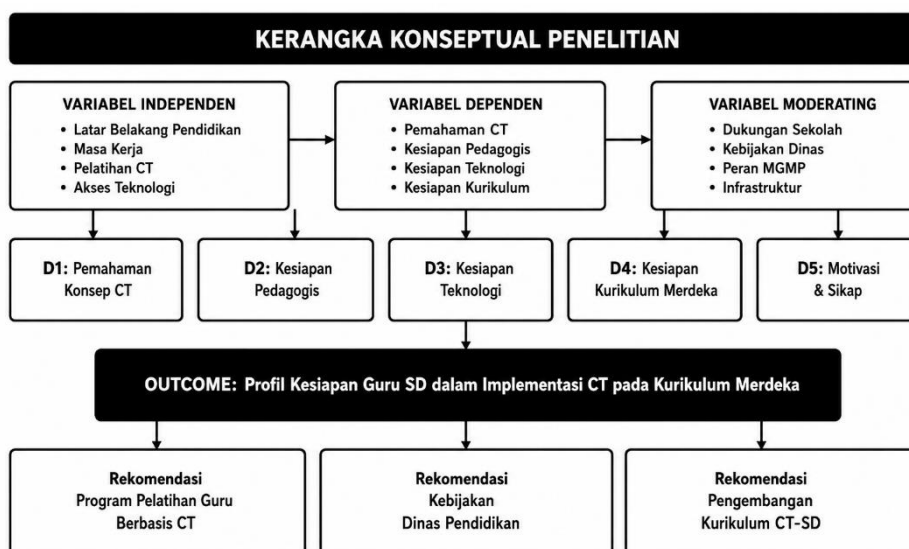 KERANGKA KONSEPTUAL PENELITIAN
VARIABEL INDEPENDEN
• Latar Belakang Pendidikan
• Masa Kerja
• Pelatihan CT
• Akses Teknologi
VARIABEL DEPENDEN
• Pemahaman CT
• Kesiapan Pedagogis
• Kesiapan Teknologi
• Kesiapan Kurikulum
VARIABEL MODERATING
• Dukungan Sekolah
• Kebijakan Dinas
• Peran MGMP
• Infrastruktur
D1: Pemahaman
Konsep CT
D2: Kesiapan
Pedagogis
D3: Kesiapan
Teknologi
D4: Kesiapan
Kurikulum Merdeka
D5: Motivasi
& Sikap
OUTCOME: Profil Kesiapan Guru SD dalam Implementasi CT pada Kurikulum Merdeka
Rekomendasi
Program Pelatihan Guru
Berbasis CT
Rekomendasi
Kebijakan
Dinas Pendidikan
Rekomendasi
Pengembangan
Kurikulum CT-SD